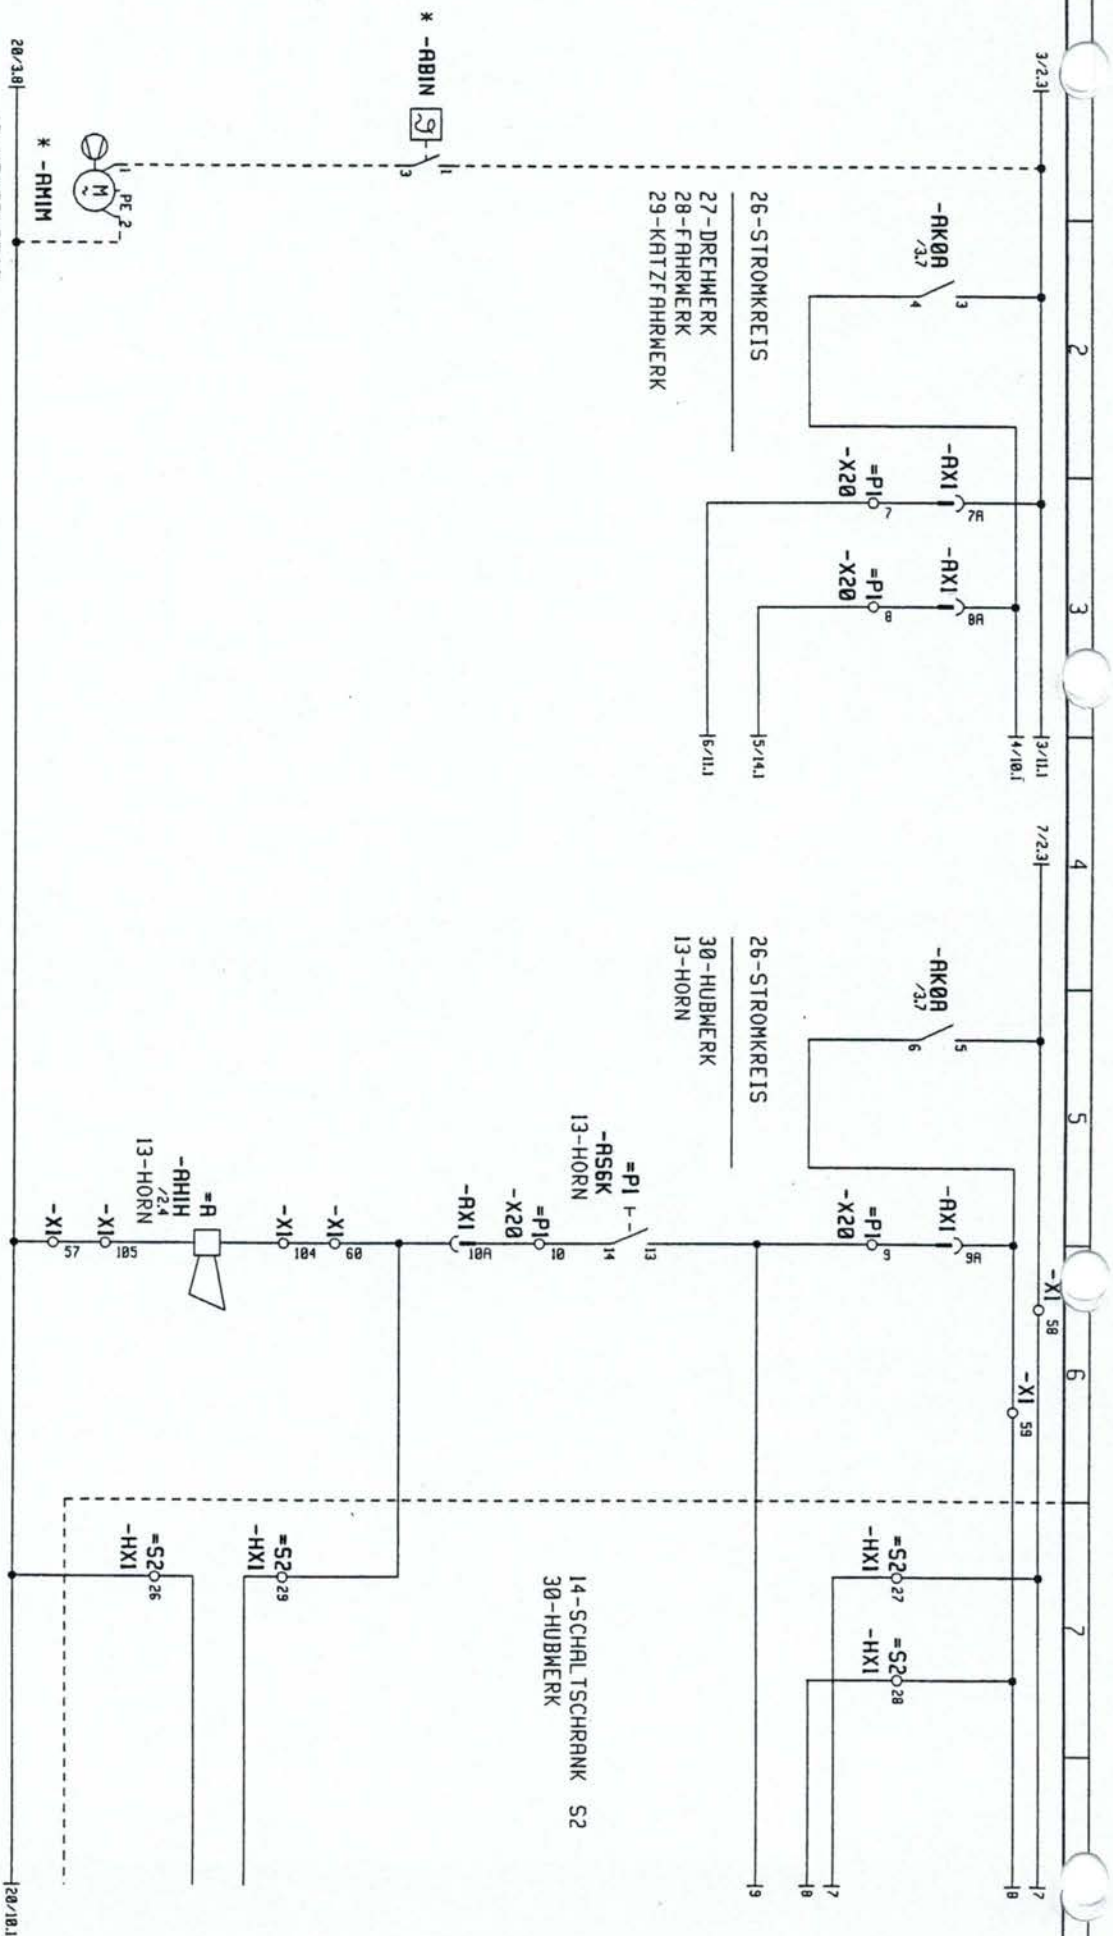 2
3
4
5
6
7
3/2.3
3/11.1
4/10.1
5/14.1
6/11.1
7/2.3
-X1
58
-X1
59
7
8
7
8
9
-AK0A
/3.7
3
4
-AX1
7A
=P1
-X20
7
-AX1
8A
=P1
-X20
8
26-STROMKREIS
27-DREHWERK
28-FAHRWERK
29-KATZFAHRWERK
* -AB1N
1
3
* -AM1M
M
~
1
PE 2
20/3.8
-AK0A
/3.7
5
6
26-STROMKREIS
30-HUBWERK
13-HORN
-AX1
9A
=P1
-X20
9
=P1
-AS6K
13-HORN
13
14
=P1
-X20
10
-AX1
10A
-X1
60
-X1
104
=A
-AH1H
/2.4
13-HORN
-X1
105
-X1
57
=S2
-HX1
27
=S2
-HX1
28
14-SCHALTSCHRANK S2
30-HUBWERK
=S2
-HX1
29
=S2
-HX1
26
20/10.1